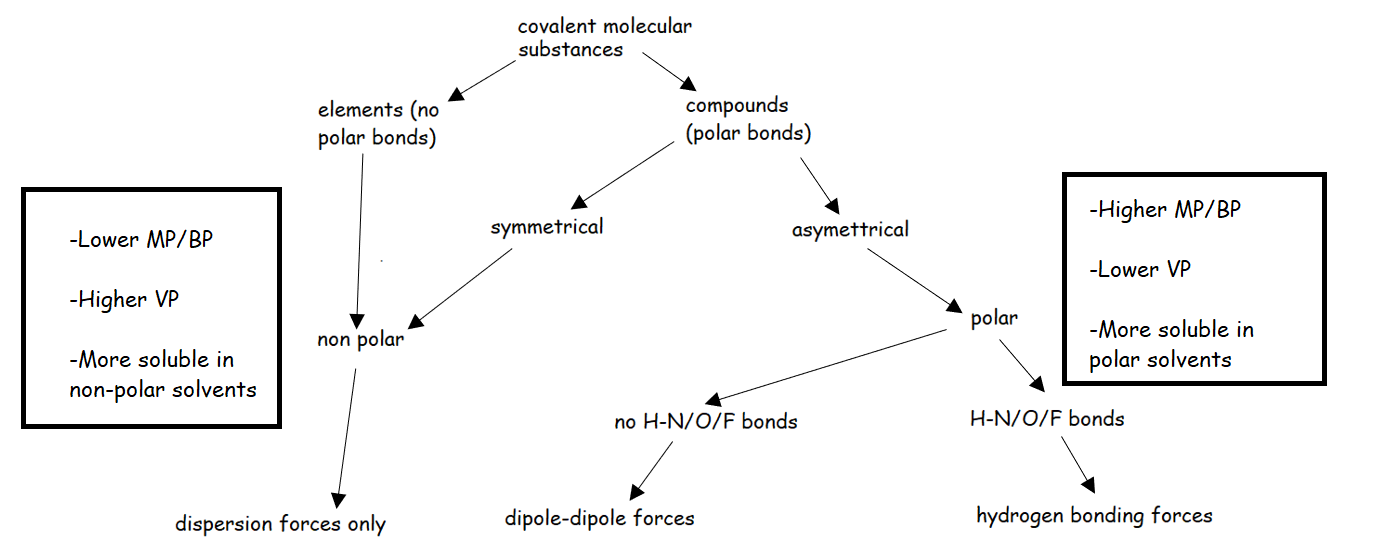 covalent molecular
substances
elements (no
polar bonds)
compounds
(polar bonds)
-Lower MP/BP
-Higher VP
-More soluble in
non-polar solvents
symmetrical
asymettrical
-Higher MP/BP
-Lower VP
-More soluble in
polar solvents
non polar
polar
no H-N/O/F bonds
H-N/O/F bonds
dispersion forces only
dipole-dipole forces
hydrogen bonding forces